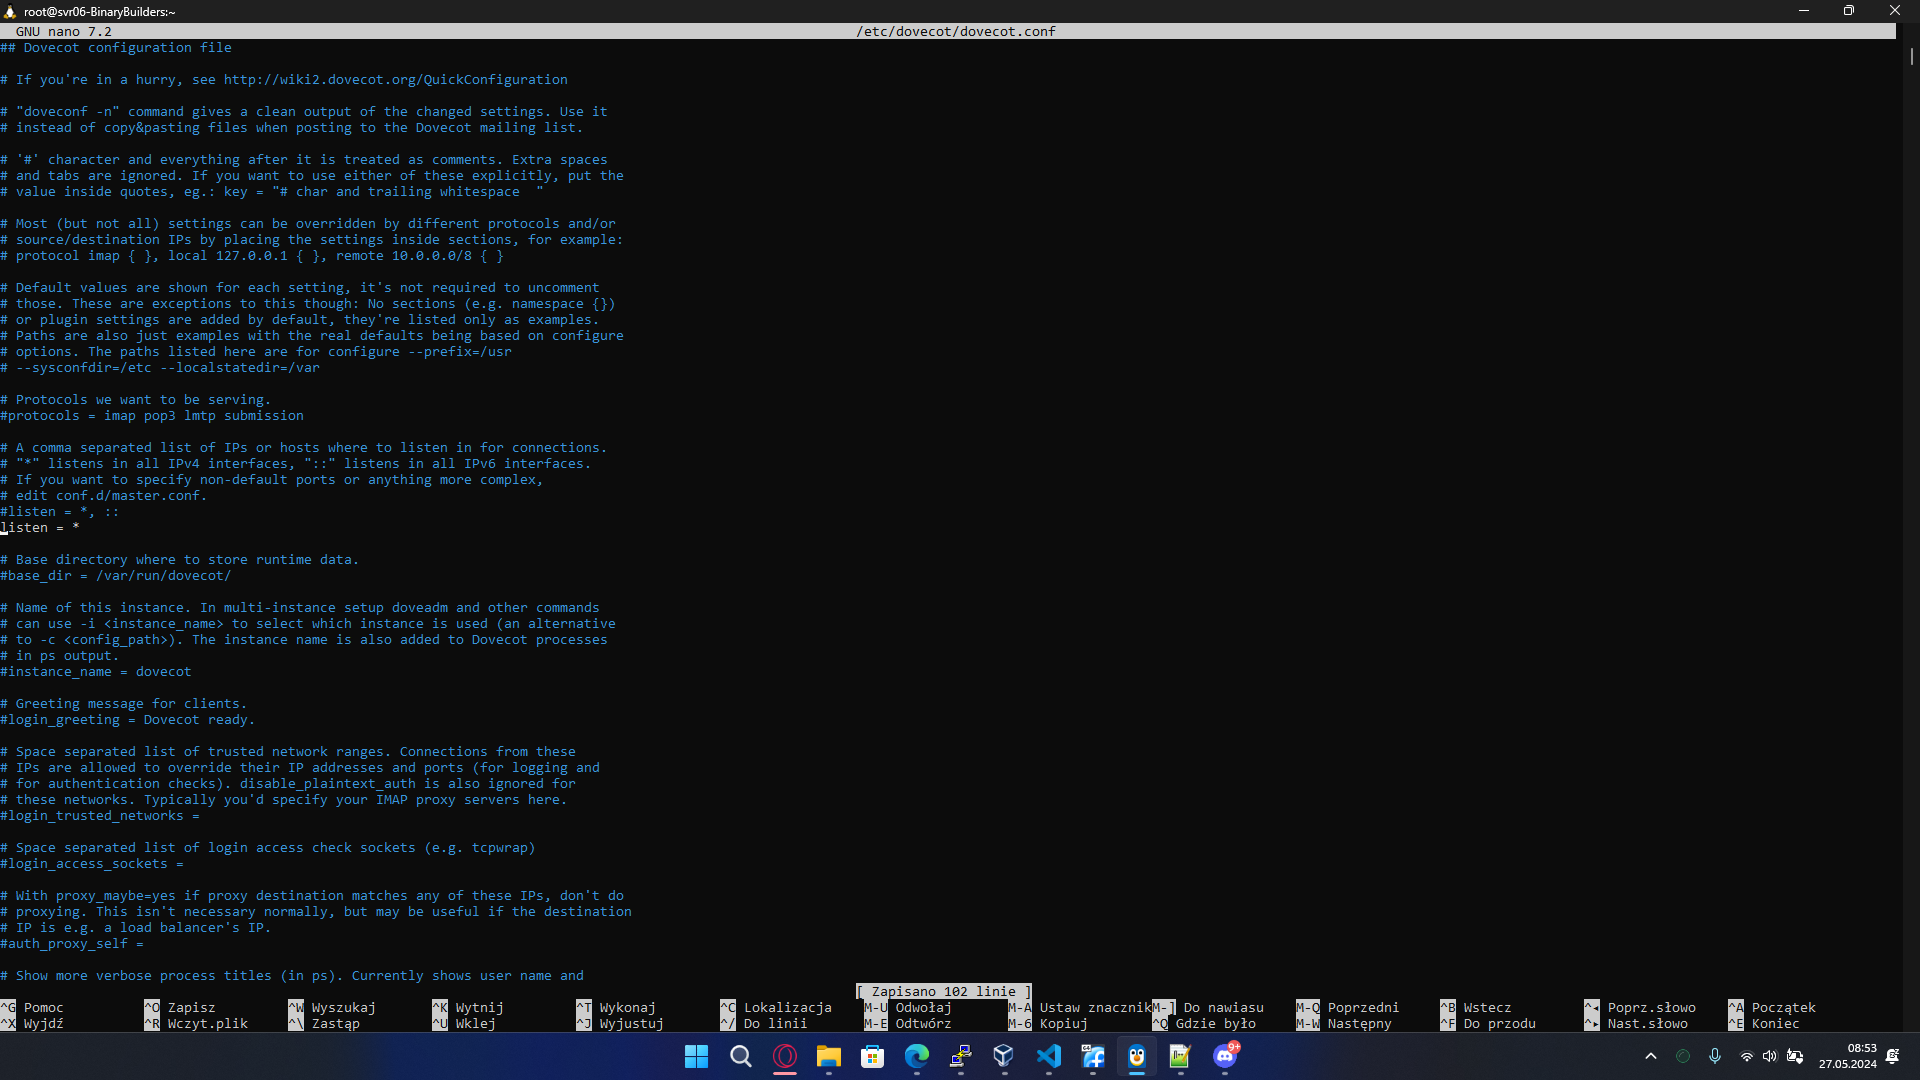 root@svr06-BinaryBuilders:~
GNU nano 7.2 /etc/dovecot/dovecot.conf
## Dovecot configuration file
# If you're in a hurry, see http://wiki2.dovecot.org/QuickConfiguration
# "doveconf -n" command gives a clean output of the changed settings. Use it
# instead of copy&pasting files when posting to the Dovecot mailing list.
# '#' character and everything after it is treated as comments. Extra spaces
# and tabs are ignored. If you want to use either of these explicitly, put the
# value inside quotes, eg.: key = "# char and trailing whitespace  "
# Most (but not all) settings can be overridden by different protocols and/or
# source/destination IPs by placing the settings inside sections, for example:
# protocol imap { }, local 127.0.0.1 { }, remote 10.0.0.0/8 { }
# Default values are shown for each setting, it's not required to uncomment
# those. These are exceptions to this though: No sections (e.g. namespace {})
# or plugin settings are added by default, they're listed only as examples.
# Paths are also just examples with the real defaults being based on configure
# options. The paths listed here are for configure --prefix=/usr
# --sysconfdir=/etc --localstatedir=/var
# Protocols we want to be serving.
#protocols = imap pop3 lmtp submission
# A comma separated list of IPs or hosts where to listen in for connections.
# "*" listens in all IPv4 interfaces, "::" listens in all IPv6 interfaces.
# If you want to specify non-default ports or anything more complex,
# edit conf.d/master.conf.
#listen = *, ::
listen = *
# Base directory where to store runtime data.
#base_dir = /var/run/dovecot/
# Name of this instance. In multi-instance setup doveadm and other commands
# can use -i <instance_name> to select which instance is used (an alternative
# to -c <config_path>). The instance name is also added to Dovecot processes
# in ps output.
#instance_name = dovecot
# Greeting message for clients.
#login_greeting = Dovecot ready.
# Space separated list of trusted network ranges. Connections from these
# IPs are allowed to override their IP addresses and ports (for logging and
# for authentication checks). disable_plaintext_auth is also ignored for
# these networks. Typically you'd specify your IMAP proxy servers here.
#login_trusted_networks =
# Space separated list of login access check sockets (e.g. tcpwrap)
#login_access_sockets =
# With proxy_maybe=yes if proxy destination matches any of these IPs, don't do
# proxying. This isn't necessary normally, but may be useful if the destination
# IP is e.g. a load balancer's IP.
#auth_proxy_self =
# Show more verbose process titles (in ps). Currently shows user name and
[ Zapisano 102 linie ]
^G Pomoc ^O Zapisz ^W Wyszukaj ^K Wytnij ^T Wykonaj ^C Lokalizacja M-U Odwołaj M-A Ustaw znacznik M-] Do nawiasu M-Q Poprzedni ^B Wstecz ^◂ Poprz.słowo ^A Początek
^X Wyjdź ^R Wczyt.plik ^\ Zastąp ^U Wklej ^J Wyjustuj ^/ Do linii M-E Odtwórz M-6 Kopiuj ^Q Gdzie było M-W Następny ^F Do przodu ^▸ Nast.słowo ^E Koniec
64
9+
08:53
27.05.2024